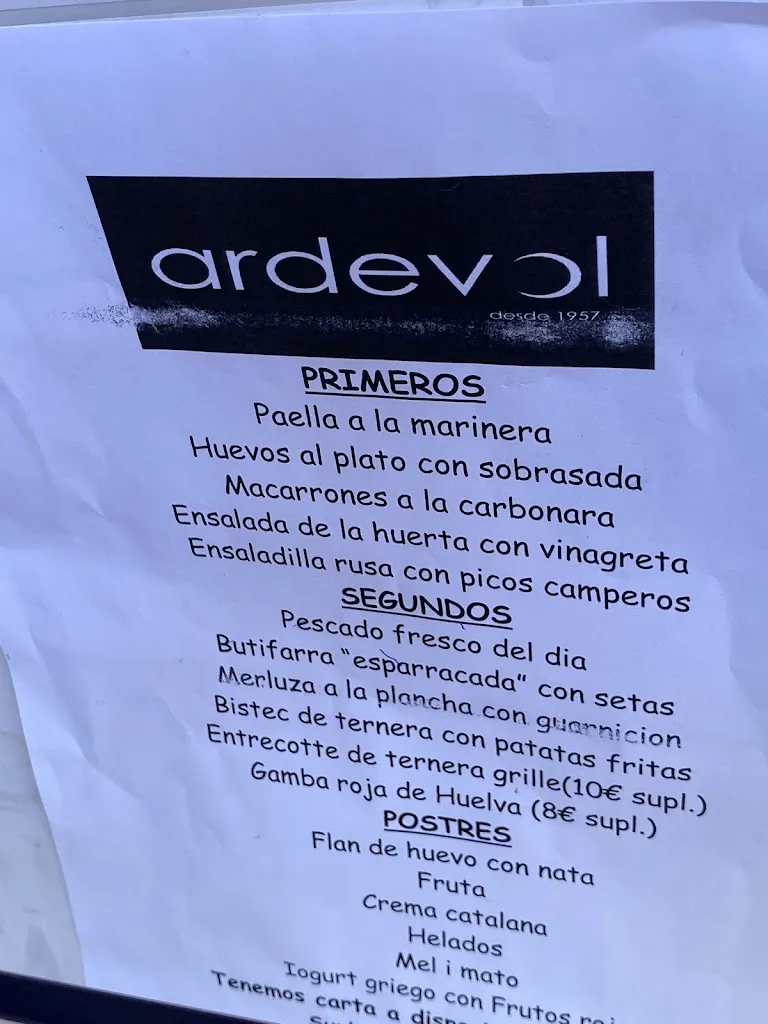 ardevol
desde 1957
PRIMEROS
Paella a la marinera
Huevos al plato con sobrasada
Macarrones a la carbonara
Ensalada de la huerta con vinagreta
Ensaladilla rusa con picos camperos
SEGUNDOS
Pescado fresco del dia
Butifarra "esparracada" con setas
Merluza a la plancha con guarnicion
Bistec de ternera con patatas fritas
Entrecotte de ternera grille(10€ supl.)
Gamba roja de Huelva (8€ supl.)
POSTRES
Flan de huevo con nata
Fruta
Crema catalana
Helados
Mel i mato
Iogurt griego con Frutos
Tenemos carta a